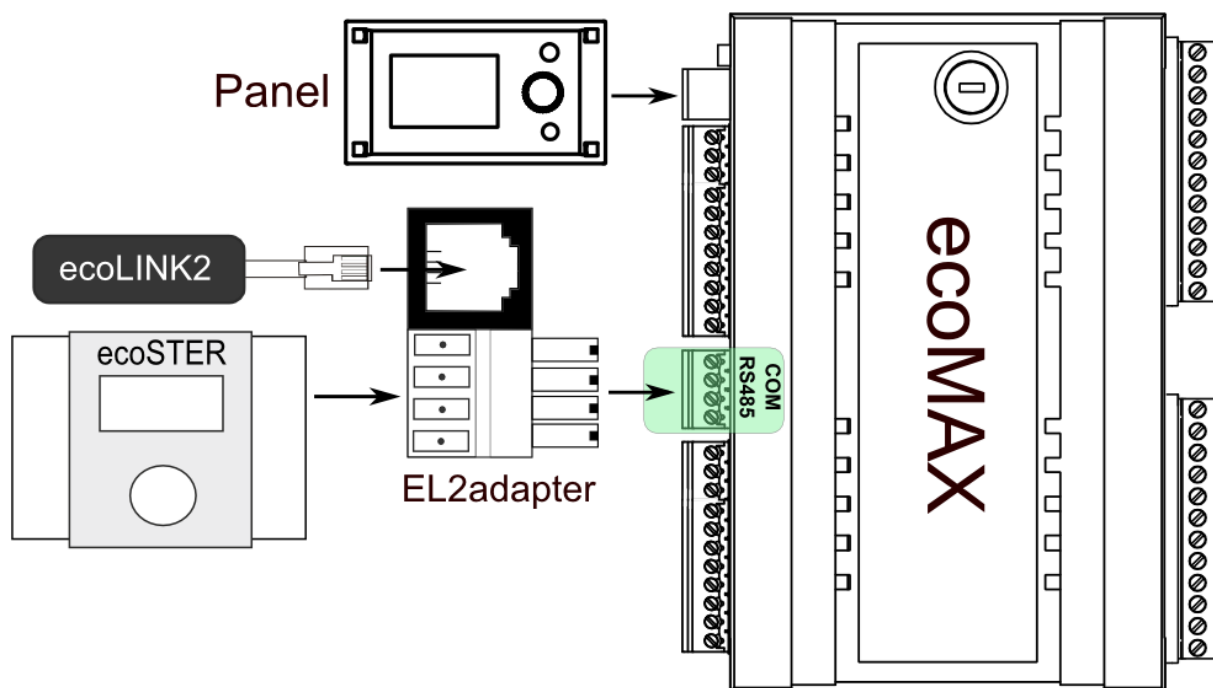 Panel
ecoLINK2
ecoSTER
EL2adapter
COM
RS485
ecoMAX